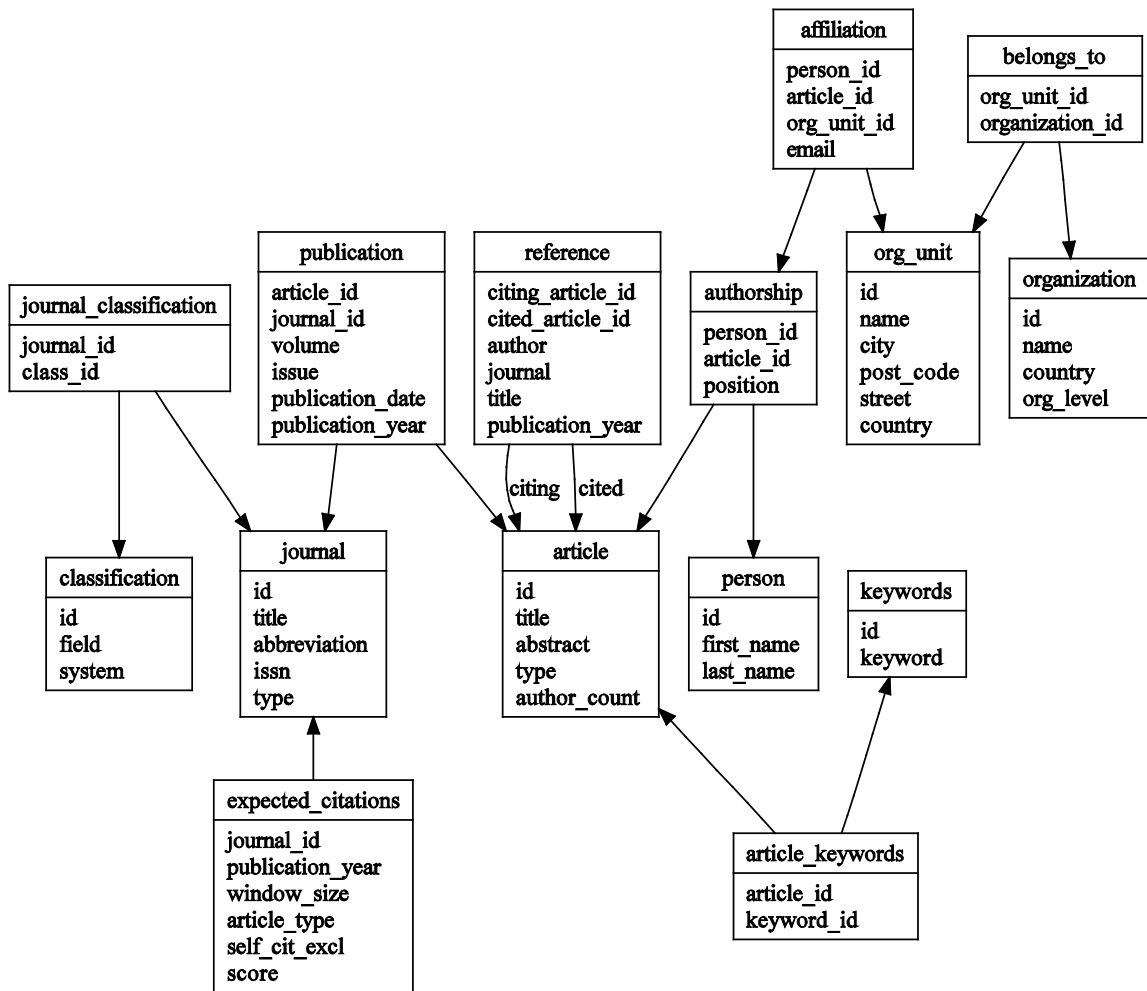 affiliation
person_id
article_id
org_unit_id
email
belongs_to
org_unit_id
organization_id
publication
article_id
journal_id
volume
issue
publication_date
publication_year
reference
citing_article_id
cited_article_id
author
journal
title
publication_year
org_unit
id
name
city
post_code
street
country
organization
id
name
country
org_level
authorship
person_id
article_id
position
journal_classification
journal_id
class_id
citing
cited
journal
id
title
abbreviation
issn
type
article
id
title
abstract
type
author_count
classification
id
field
system
person
id
first_name
last_name
keywords
id
keyword
expected_citations
journal_id
publication_year
window_size
article_type
self_cit_excl
score
article_keywords
article_id
keyword_id